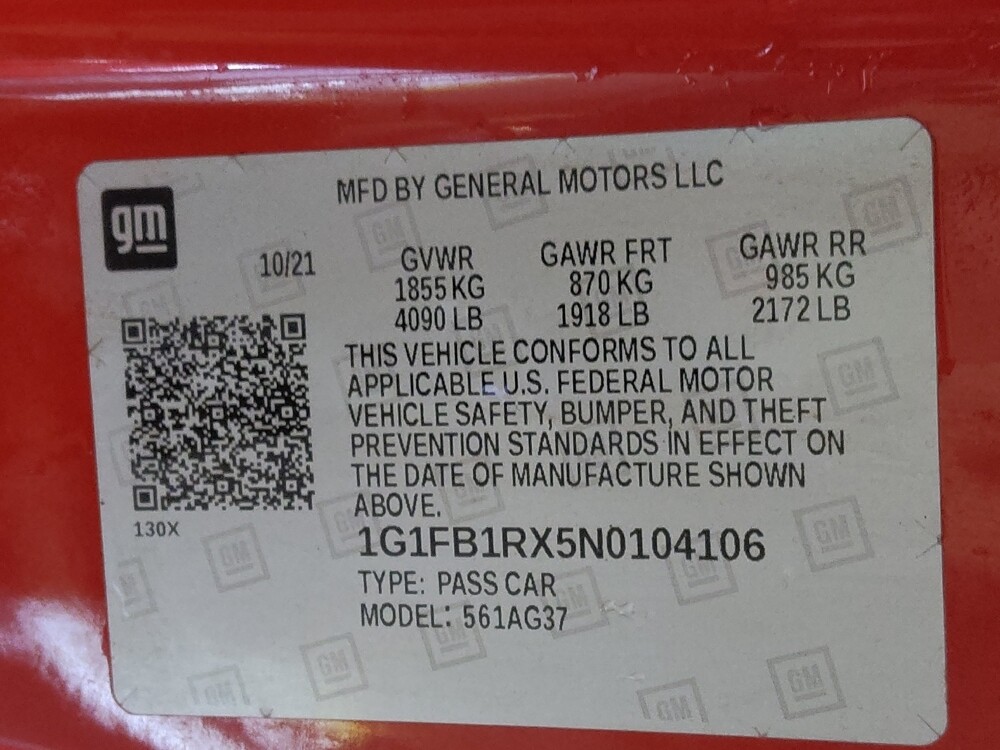 MFD BY GENERAL MOTORS LLC
gm
10/21
GVWR GAWR FRT GAWR RR
1855 KG 870 KG 985 KG
4090 LB 1918 LB 2172 LB
THIS VEHICLE CONFORMS TO ALL
APPLICABLE U.S. FEDERAL MOTOR
VEHICLE SAFETY, BUMPER, AND THEFT
PREVENTION STANDARDS IN EFFECT ON
THE DATE OF MANUFACTURE SHOWN
ABOVE.
130X
1G1FB1RX5N0104106
TYPE: PASS CAR
MODEL: 561AG37